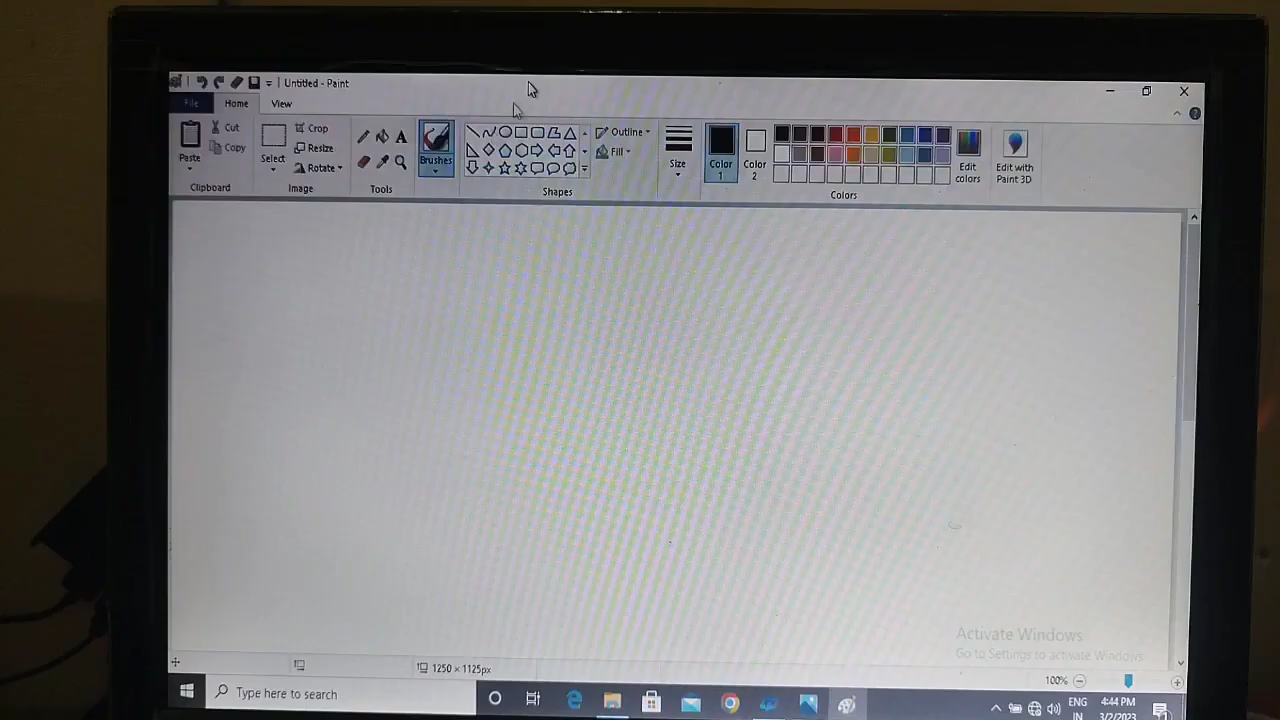 Untitled - Paint
File Home View
Paste
Cut
Copy
Clipboard
Select
Crop
Resize
Rotate
Image
A
Tools
Brushes
Shapes
Outline
Fill
Size
Color
1
Color
2
Colors
Edit
colors
Edit with
Paint 3D
Activate Windows
Go to Settings to activate Windows.
1250 × 1125px
100%
Type here to search
ENG
IN
4:44 PM
3/2/2023